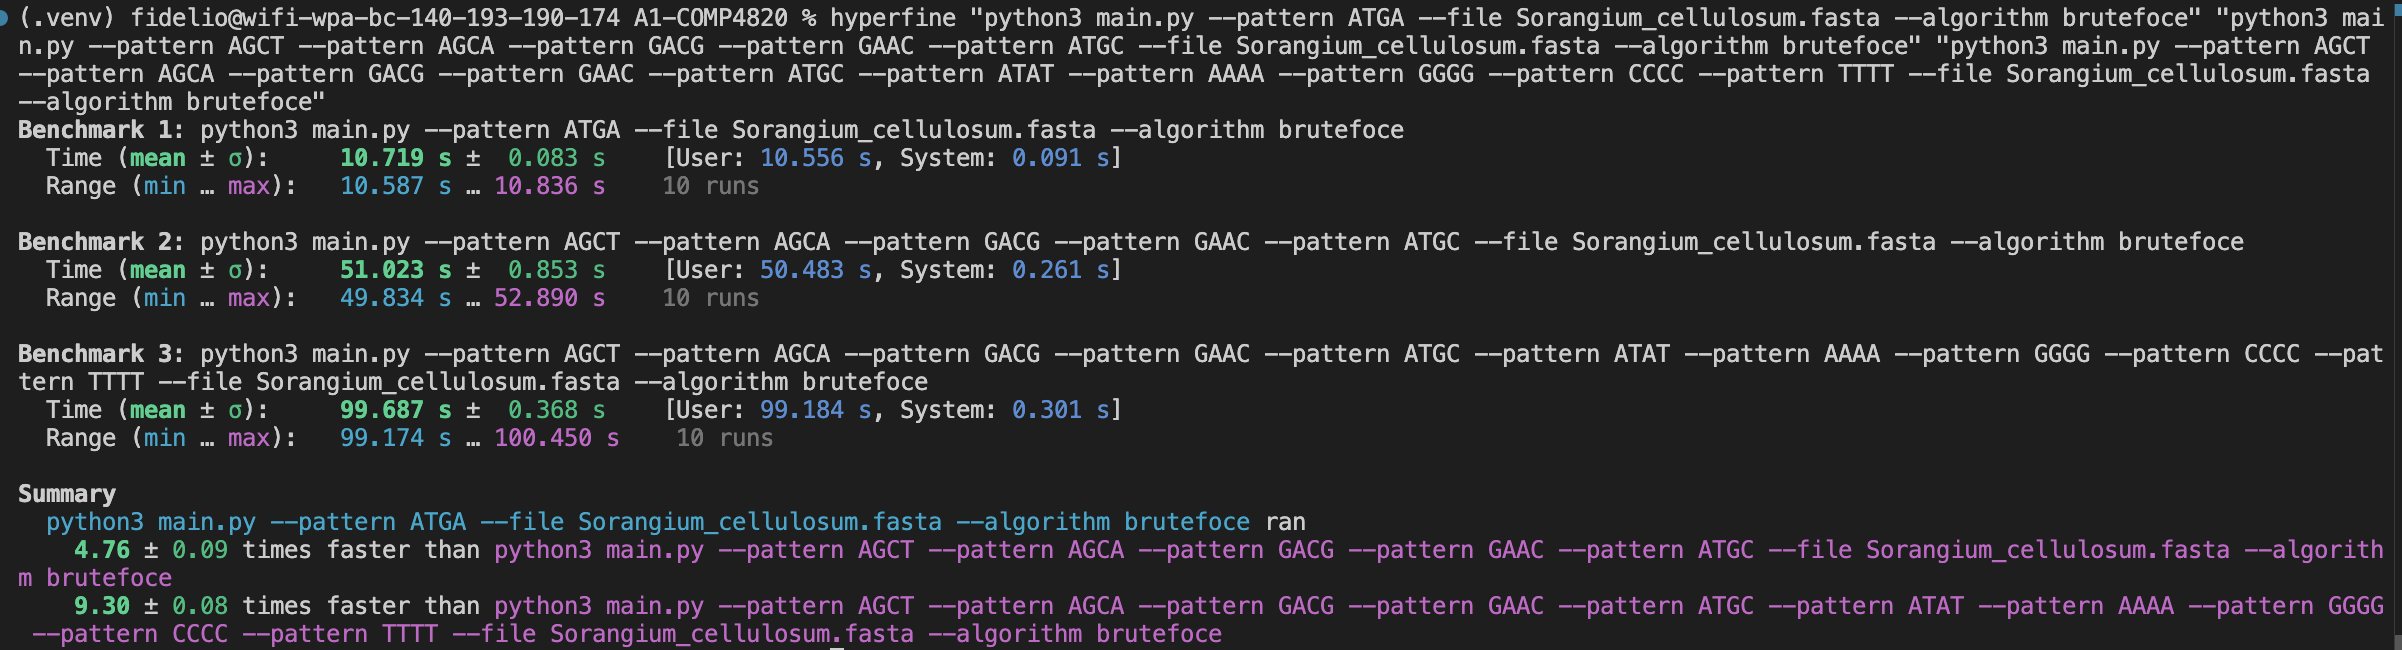 (.venv) fidelio@wifi-wpa-bc-140-193-190-174 A1-COMP4820 % hyperfine "python3 main.py --pattern ATGA --file Sorangium_cellulosum.fasta --algorithm brutefoce" "python3 mai
n.py --pattern AGCT --pattern AGCA --pattern GACG --pattern GAAC --pattern ATGC --file Sorangium_cellulosum.fasta --algorithm brutefoce" "python3 main.py --pattern AGCT
--pattern AGCA --pattern GACG --pattern GAAC --pattern ATGC --pattern ATAT --pattern AAAA --pattern GGGG --pattern CCCC --pattern TTTT --file Sorangium_cellulosum.fasta
--algorithm brutefoce"
Benchmark 1: python3 main.py --pattern ATGA --file Sorangium_cellulosum.fasta --algorithm brutefoce
Time (mean ± σ): 10.719 s ± 0.083 s [User: 10.556 s, System: 0.091 s]
Range (min … max): 10.587 s … 10.836 s 10 runs
Benchmark 2: python3 main.py --pattern AGCT --pattern AGCA --pattern GACG --pattern GAAC --pattern ATGC --file Sorangium_cellulosum.fasta --algorithm brutefoce
Time (mean ± σ): 51.023 s ± 0.853 s [User: 50.483 s, System: 0.261 s]
Range (min … max): 49.834 s … 52.890 s 10 runs
Benchmark 3: python3 main.py --pattern AGCT --pattern AGCA --pattern GACG --pattern GAAC --pattern ATGC --pattern ATAT --pattern AAAA --pattern GGGG --pattern CCCC --pat
tern TTTT --file Sorangium_cellulosum.fasta --algorithm brutefoce
Time (mean ± σ): 99.687 s ± 0.368 s [User: 99.184 s, System: 0.301 s]
Range (min … max): 99.174 s … 100.450 s 10 runs
Summary
python3 main.py --pattern ATGA --file Sorangium_cellulosum.fasta --algorithm brutefoce ran
4.76 ± 0.09 times faster than python3 main.py --pattern AGCT --pattern AGCA --pattern GACG --pattern GAAC --pattern ATGC --file Sorangium_cellulosum.fasta --algorith
m brutefoce
9.30 ± 0.08 times faster than python3 main.py --pattern AGCT --pattern AGCA --pattern GACG --pattern GAAC --pattern ATGC --pattern ATAT --pattern AAAA --pattern GGGG
--pattern CCCC --pattern TTTT --file Sorangium_cellulosum.fasta --algorithm brutefoce